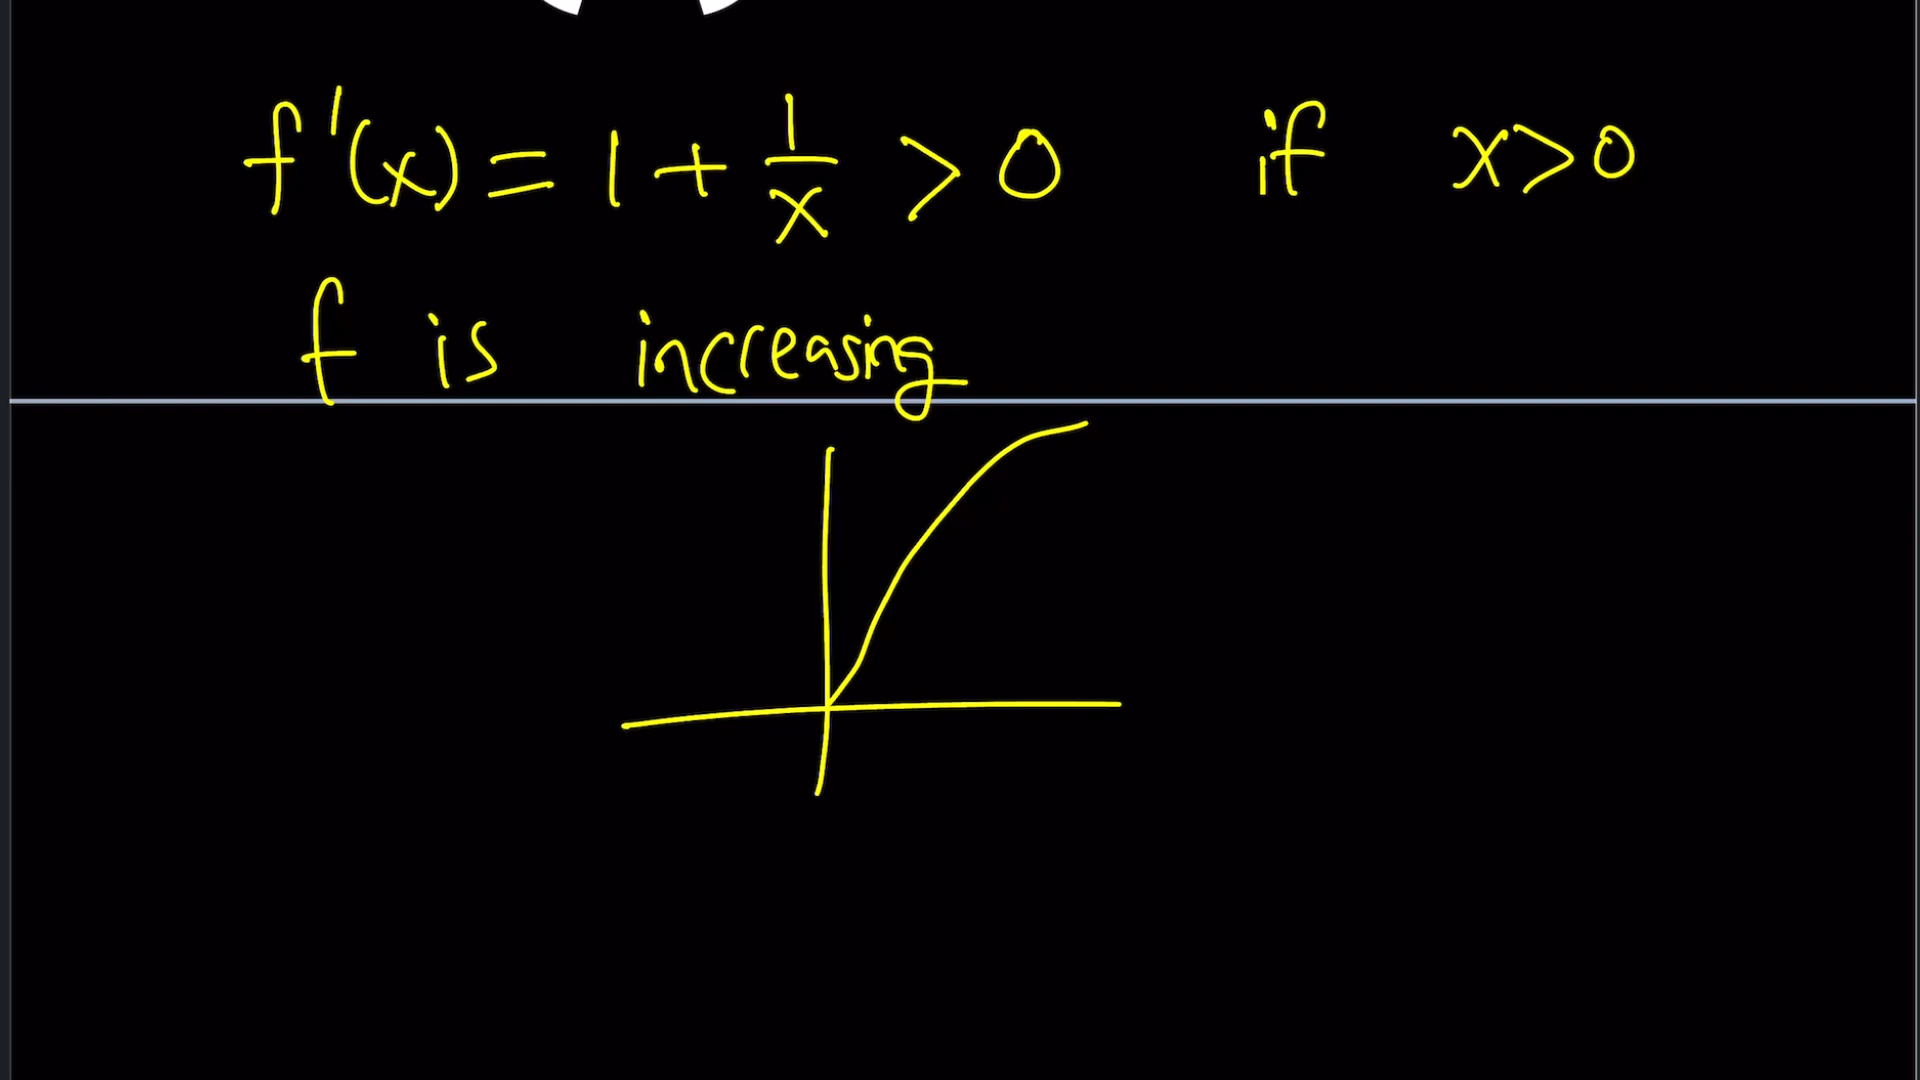 f'(x) = 1 + 1/x > 0 if x > 0
f is increasing